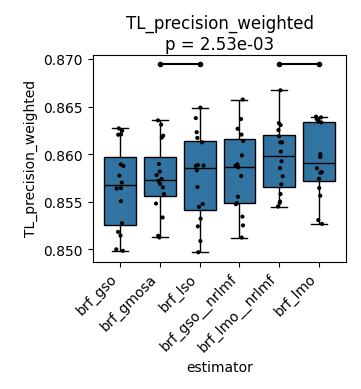 TL_precision_weighted
p = 2.53e-03
0.870
0.865
0.860
0.855
0.850
TL_precision_weighted
brf_gso
brf_gmosa
brf_lso
brf_gso__nrlmf
brf_lmo__nrlmf
brf_lmo
estimator